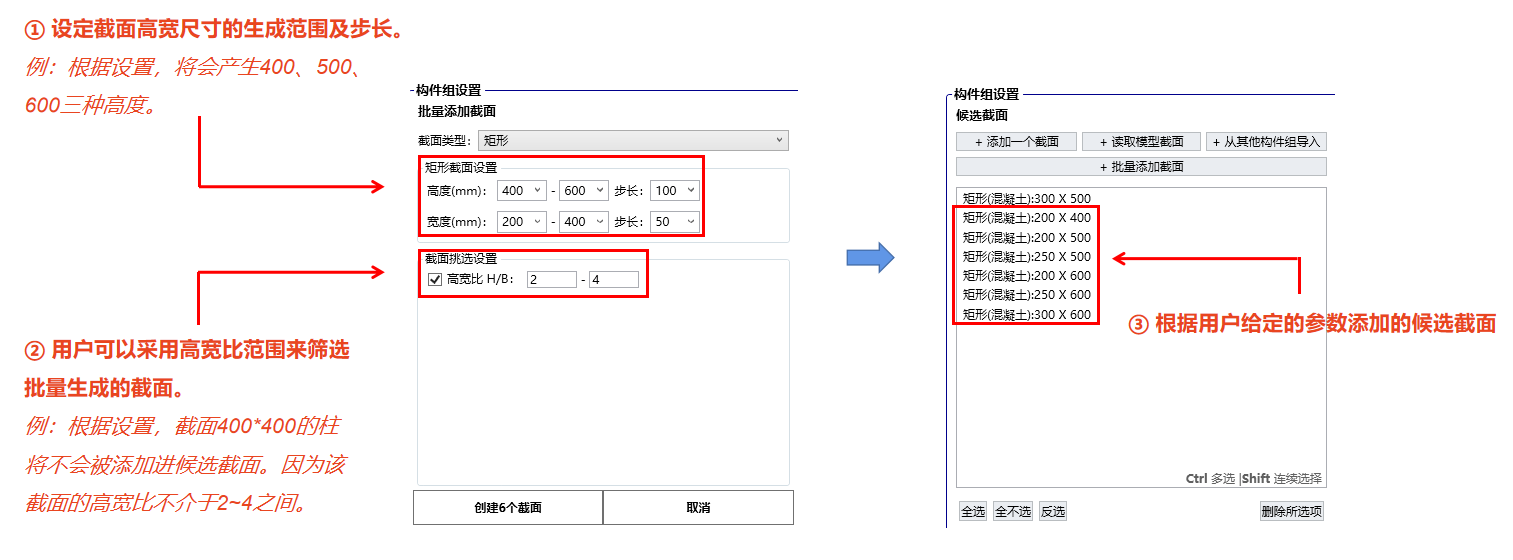 ① 设定截面高宽尺寸的生成范围及步长。
例：根据设置，将会产生400、500、
600三种高度。
② 用户可以采用高宽比范围来筛选
批量生成的截面。
例：根据设置，截面400*400的柱
将不会被添加进候选截面。因为该
截面的高宽比不介于2~4之间。
构件组设置
批量添加截面
截面类型： 矩形
矩形截面设置
高度(mm)： 400 - 600 步长： 100
宽度(mm)： 200 - 400 步长： 50
截面挑选设置
高宽比 H/B： 2 - 4
创建6个截面 取消
构件组设置
候选截面
+ 添加一个截面 + 读取模型截面 + 从其他构件组导入
+ 批量添加截面
矩形(混凝土):300 X 500
矩形(混凝土):200 X 400
矩形(混凝土):200 X 500
矩形(混凝土):250 X 500
矩形(混凝土):200 X 600
矩形(混凝土):250 X 600
矩形(混凝土):300 X 600
Ctrl 多选 |Shift 连续选择
全选 全不选 反选 删除所选项
③ 根据用户给定的参数添加的候选截面